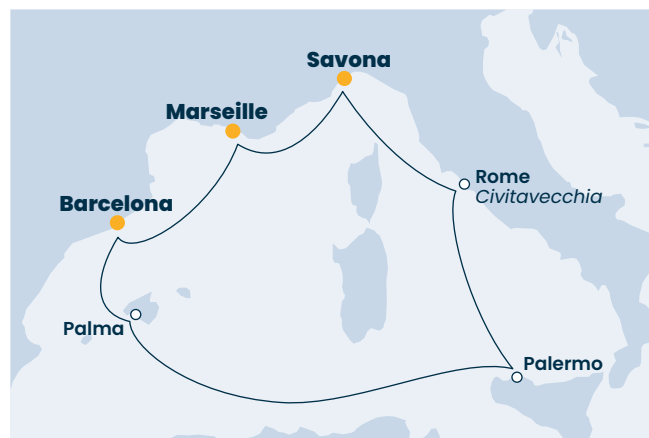 Savona
Marseille
Rome
Civitavecchia
Barcelona
Palma
Palermo